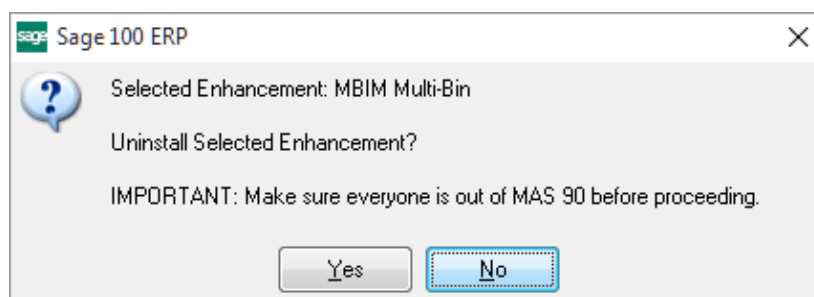 sage Sage 100 ERP
Selected Enhancement: MBIM Multi-Bin
Uninstall Selected Enhancement?
IMPORTANT: Make sure everyone is out of MAS 90 before proceeding.
Yes No